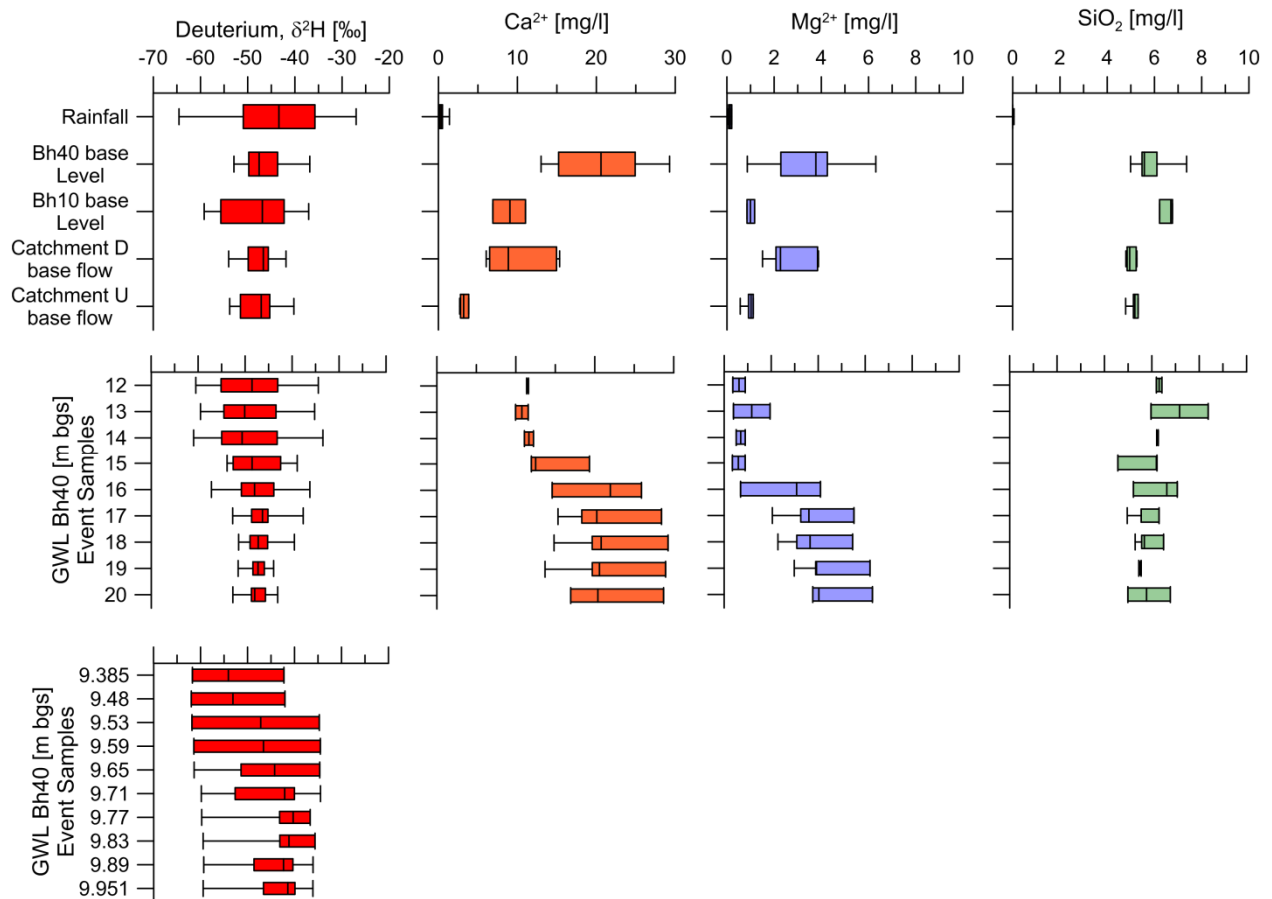 Deuterium, δ²H [‰]
-70 -60 -50 -40 -30 -20
Ca²⁺ [mg/l]
0 10 20 30
Mg²⁺ [mg/l]
0 2 4 6 8 10
SiO₂ [mg/l]
0 2 4 6 8 10
Rainfall
Bh40 base
Level
Bh10 base
Level
Catchment D
base flow
Catchment U
base flow
GWL Bh40 [m bgs]
Event Samples
12
13
14
15
16
17
18
19
20
GWL Bh40 [m bgs]
Event Samples
9.385
9.48
9.53
9.59
9.65
9.71
9.77
9.83
9.89
9.951